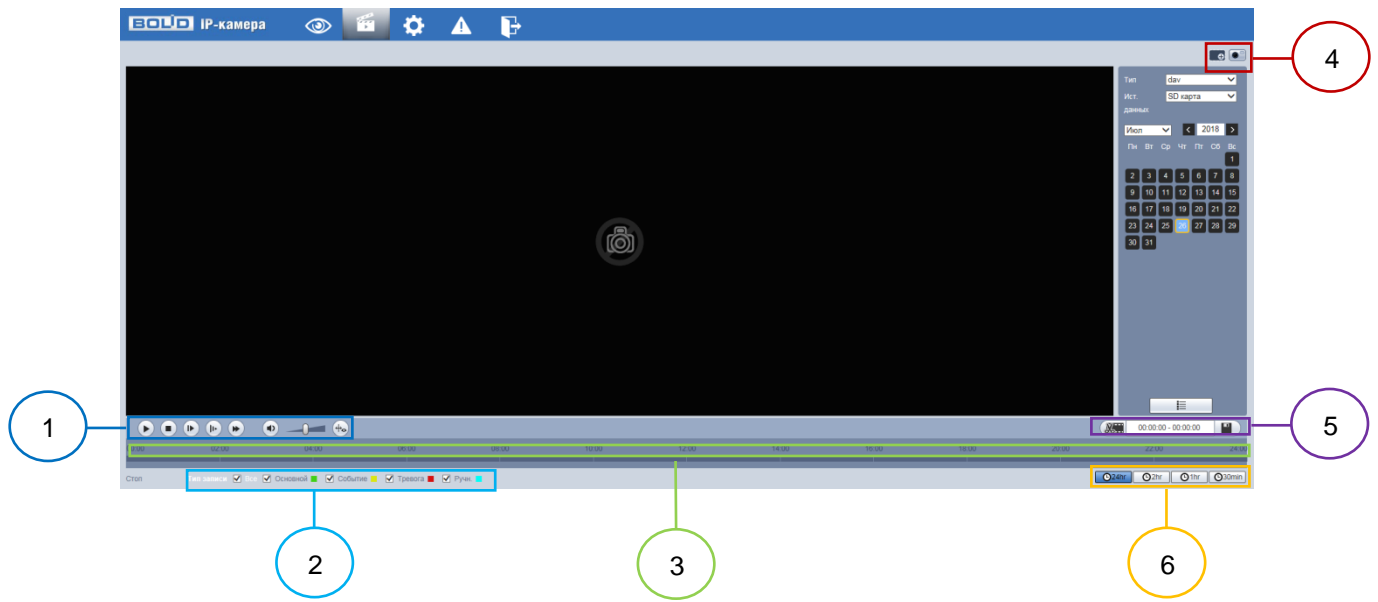 BOLID IP-камера
4
Тип dav
Ист. SD карта
данных
Июл 2018
Пн Вт Ср Чт Пт Сб Вс
1
2 3 4 5 6 7 8
9 10 11 12 13 14 15
16 17 18 19 20 21 22
23 24 25 26 27 28 29
30 31
1
00:00:00 - 00:00:00
5
0:00 02:00 04:00 06:00 08:00 10:00 12:00 14:00 16:00 18:00 20:00 22:00 24:00
Стоп Тип записи Все Основной Событие Тревога Ручн. 24hr 2hr 1hr 30min
2
3
6